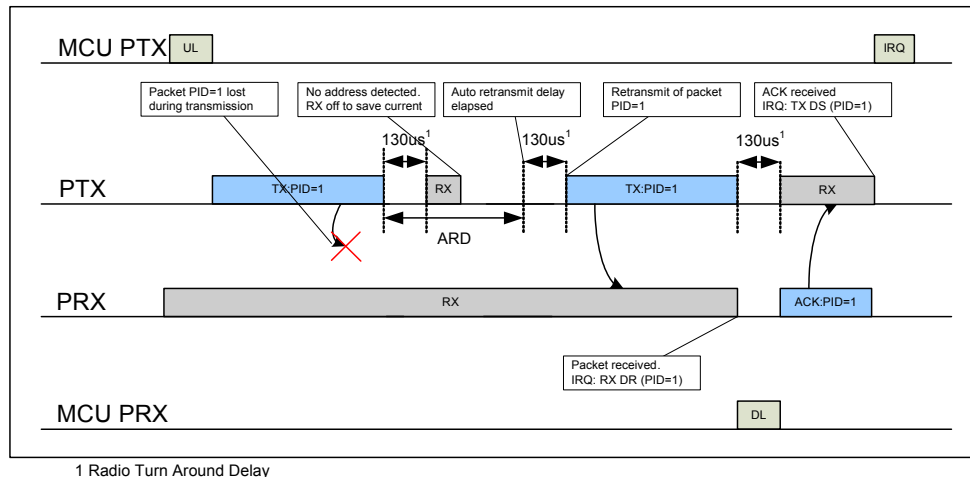 MCU PTX
UL
IRQ
Packet PID=1 lost
during transmission
No address detected.
RX off to save current
Auto retransmit delay
elapsed
Retransmit of packet
PID=1
ACK received
IRQ: TX DS (PID=1)
130us1
130us1
130us1
PTX
TX:PID=1
RX
TX:PID=1
RX
ARD
PRX
RX
ACK:PID=1
Packet received.
IRQ: RX DR (PID=1)
MCU PRX
DL
1 Radio Turn Around Delay